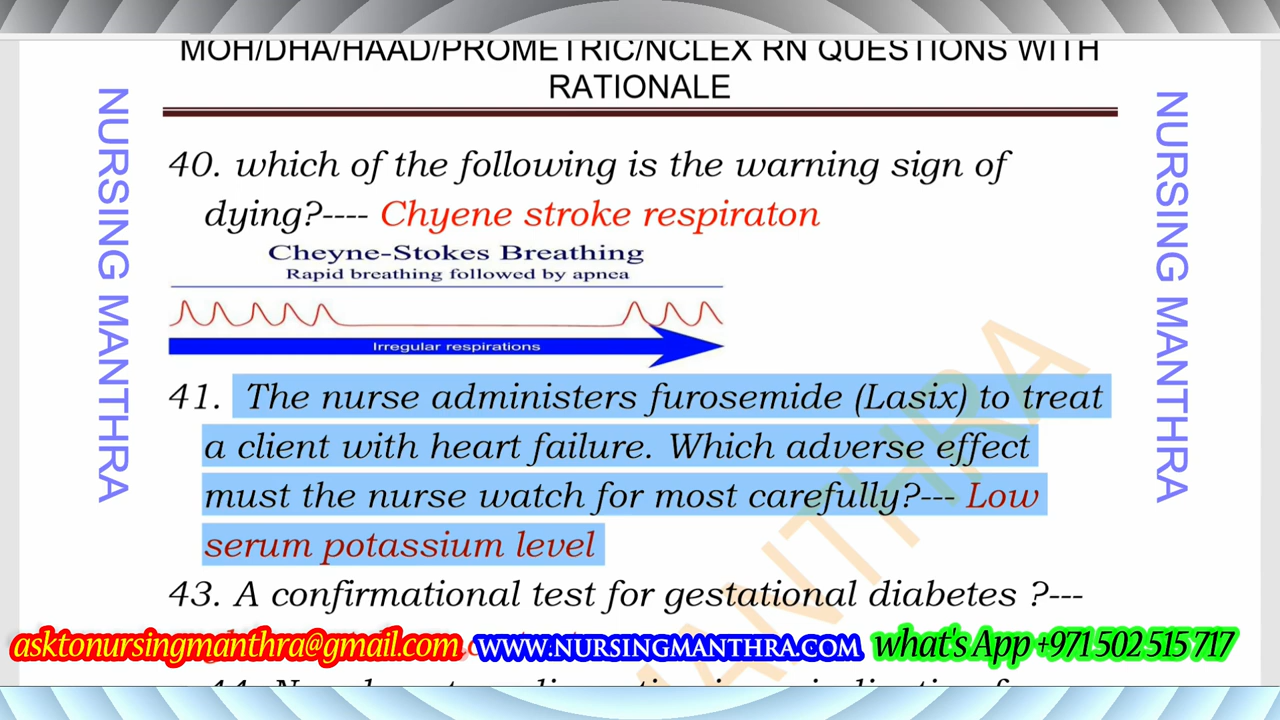 MOH/DHA/HAAD/PROMETRIC/NCLEX RN QUESTIONS WITH
RATIONALE
NURSING MANTHRA
NURSING MANTHRA
40. which of the following is the warning sign of
dying?---- Chyene stroke respiraton
Cheyne-Stokes Breathing
Rapid breathing followed by apnea
Irregular respirations
41. The nurse administers furosemide (Lasix) to treat
a client with heart failure. Which adverse effect
must the nurse watch for most carefully?--- Low
serum potassium level
MANTHRA
43. A confirmational test for gestational diabetes ?---
asktonursingmanthra@gmail.com WWW.NURSINGMANTHRA.COM what's App +971 502 515 717